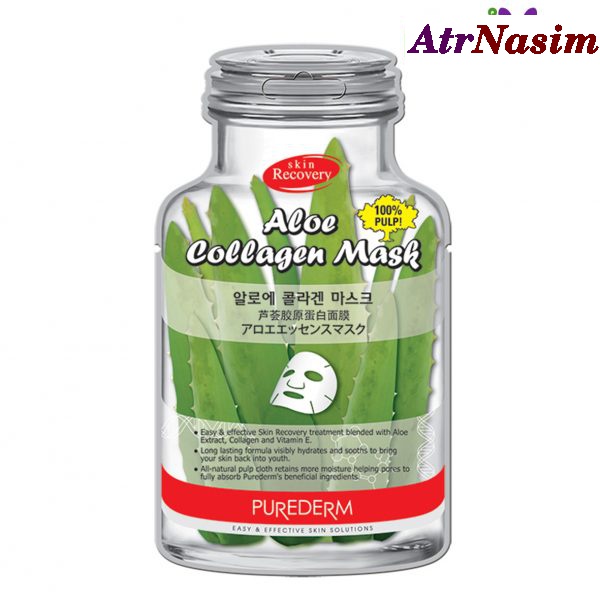 AtrNasim
skin
Recovery
Aloe
Collagen Mask
100%
PULP!
알로에 콜라겐 마스크
芦荟胶原蛋白面膜
アロエエッセンスマスク
• Easy & effective Skin Recovery treatment blended with Aloe
Extract, Collagen and Vitamin E.
• Long lasting formula visibly hydrates and sooths to bring
your skin back into youth.
• All-natural pulp cloth retains more moisture helping pores to
fully absorb Purederm's beneficial ingredients.
PUREDERM
EASY & EFFECTIVE SKIN SOLUTIONS